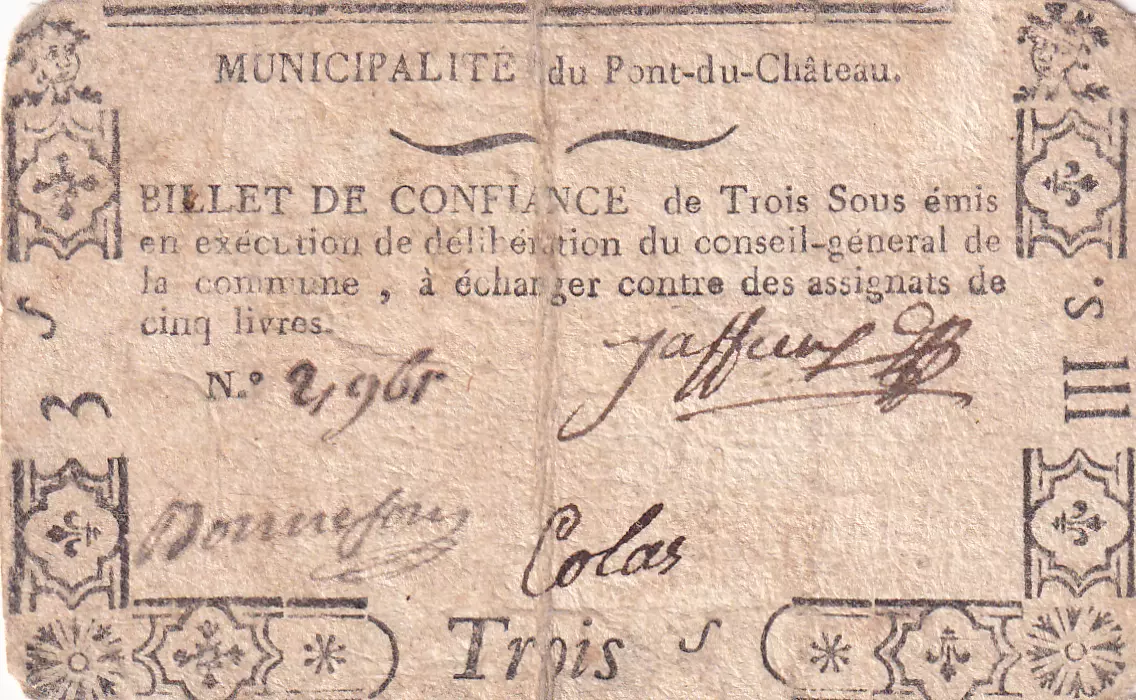 MUNICIPALITÉ du Pont-du-Château.
BILLET DE CONFIANCE de Trois Sous émis
en exécution de délibération du conseil-géneral de
la commune, à échanger contre des assignats de
cinq livres.
N.° 2,961
Colas
3 s
III s.
Trois s